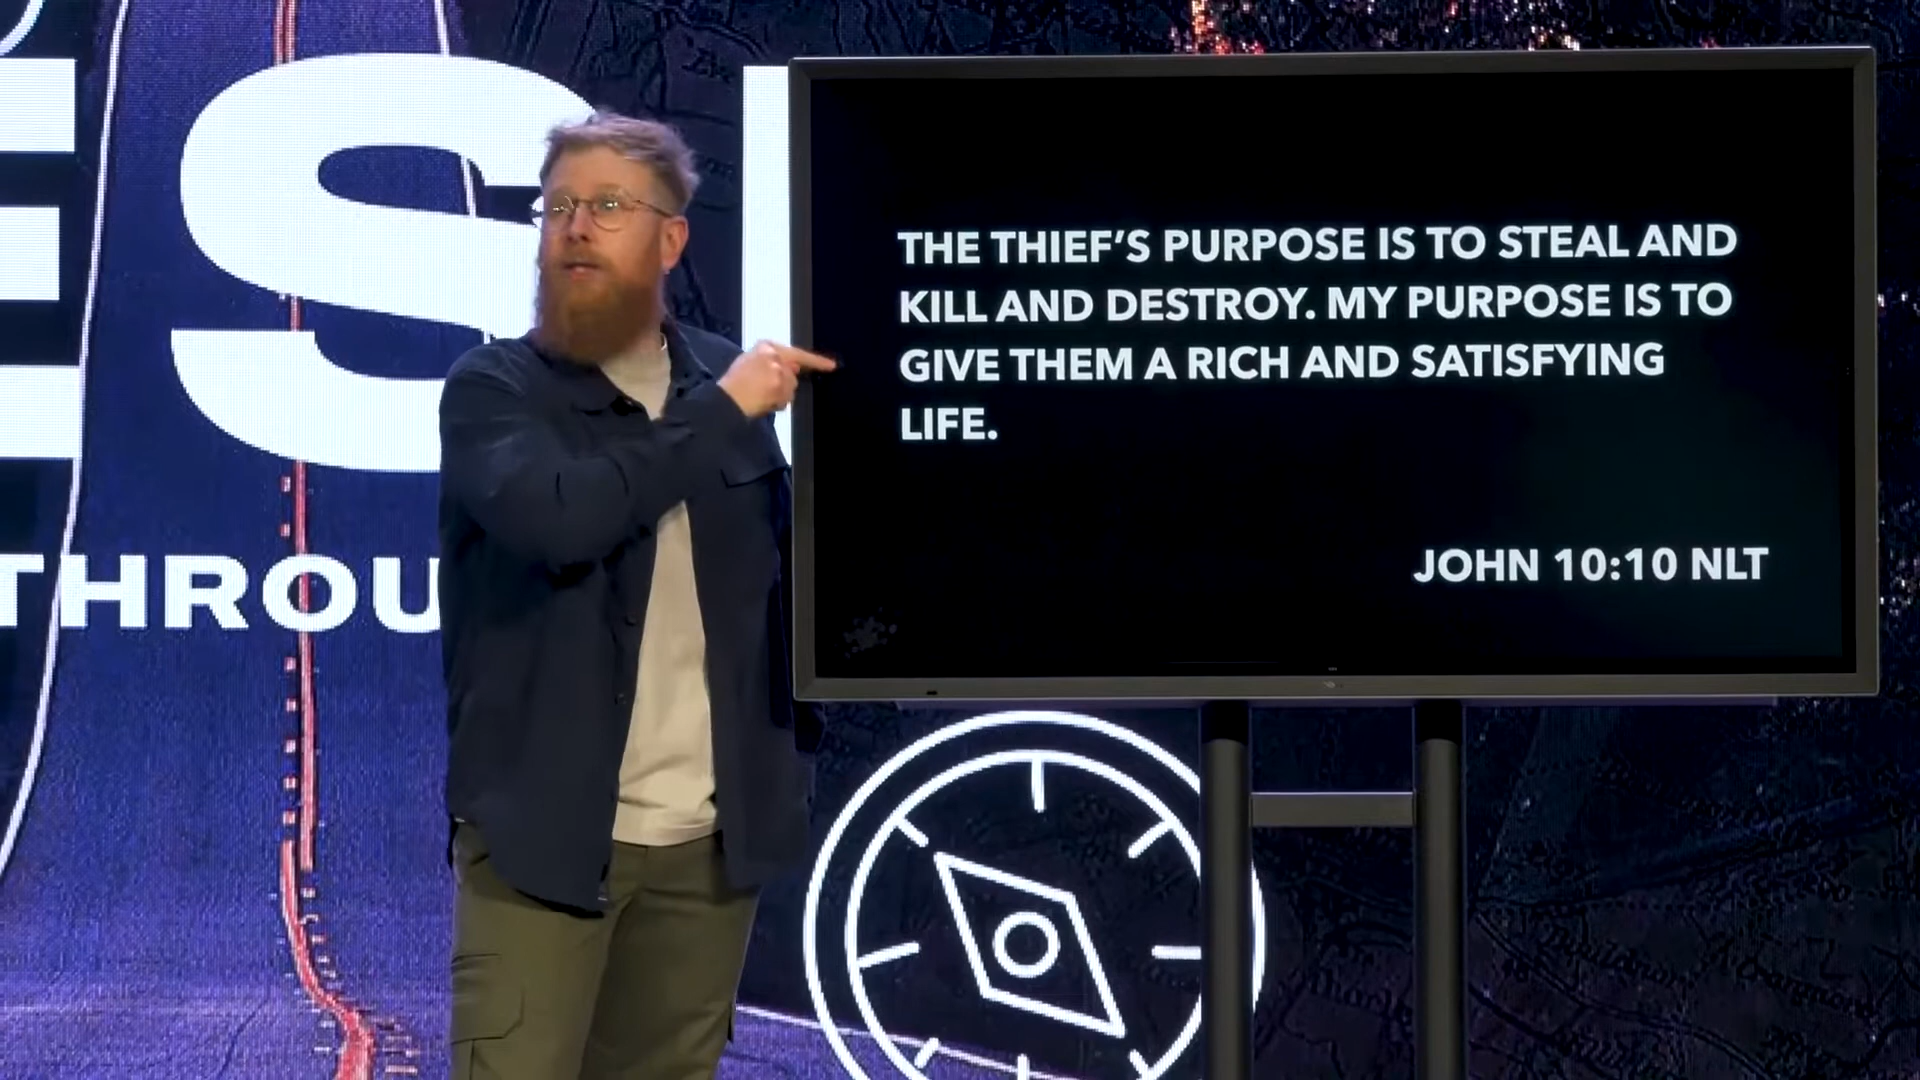 ES
THROU
THE THIEF’S PURPOSE IS TO STEAL AND
KILL AND DESTROY. MY PURPOSE IS TO
GIVE THEM A RICH AND SATISFYING
LIFE.
JOHN 10:10 NLT